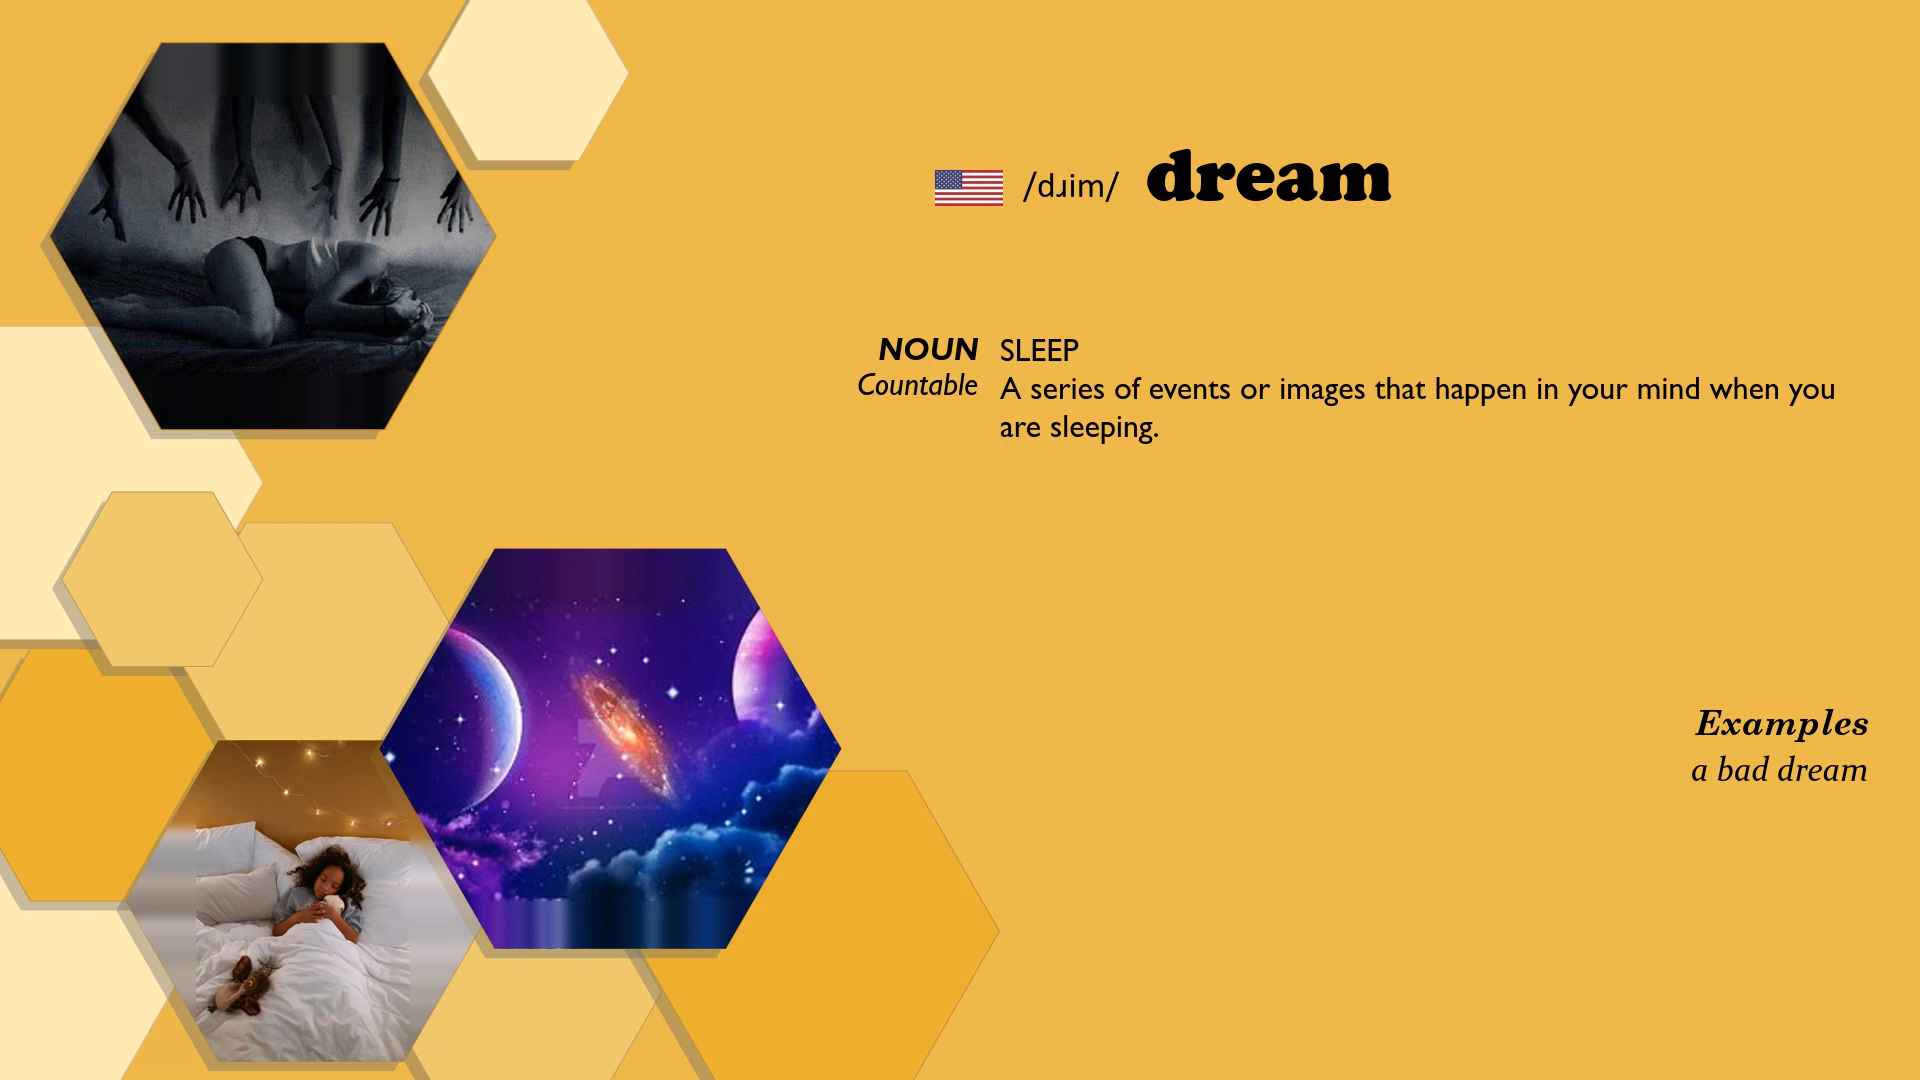 /dɹim/ dream
NOUN SLEEP
Countable A series of events or images that happen in your mind when you
are sleeping.
Examples
a bad dream